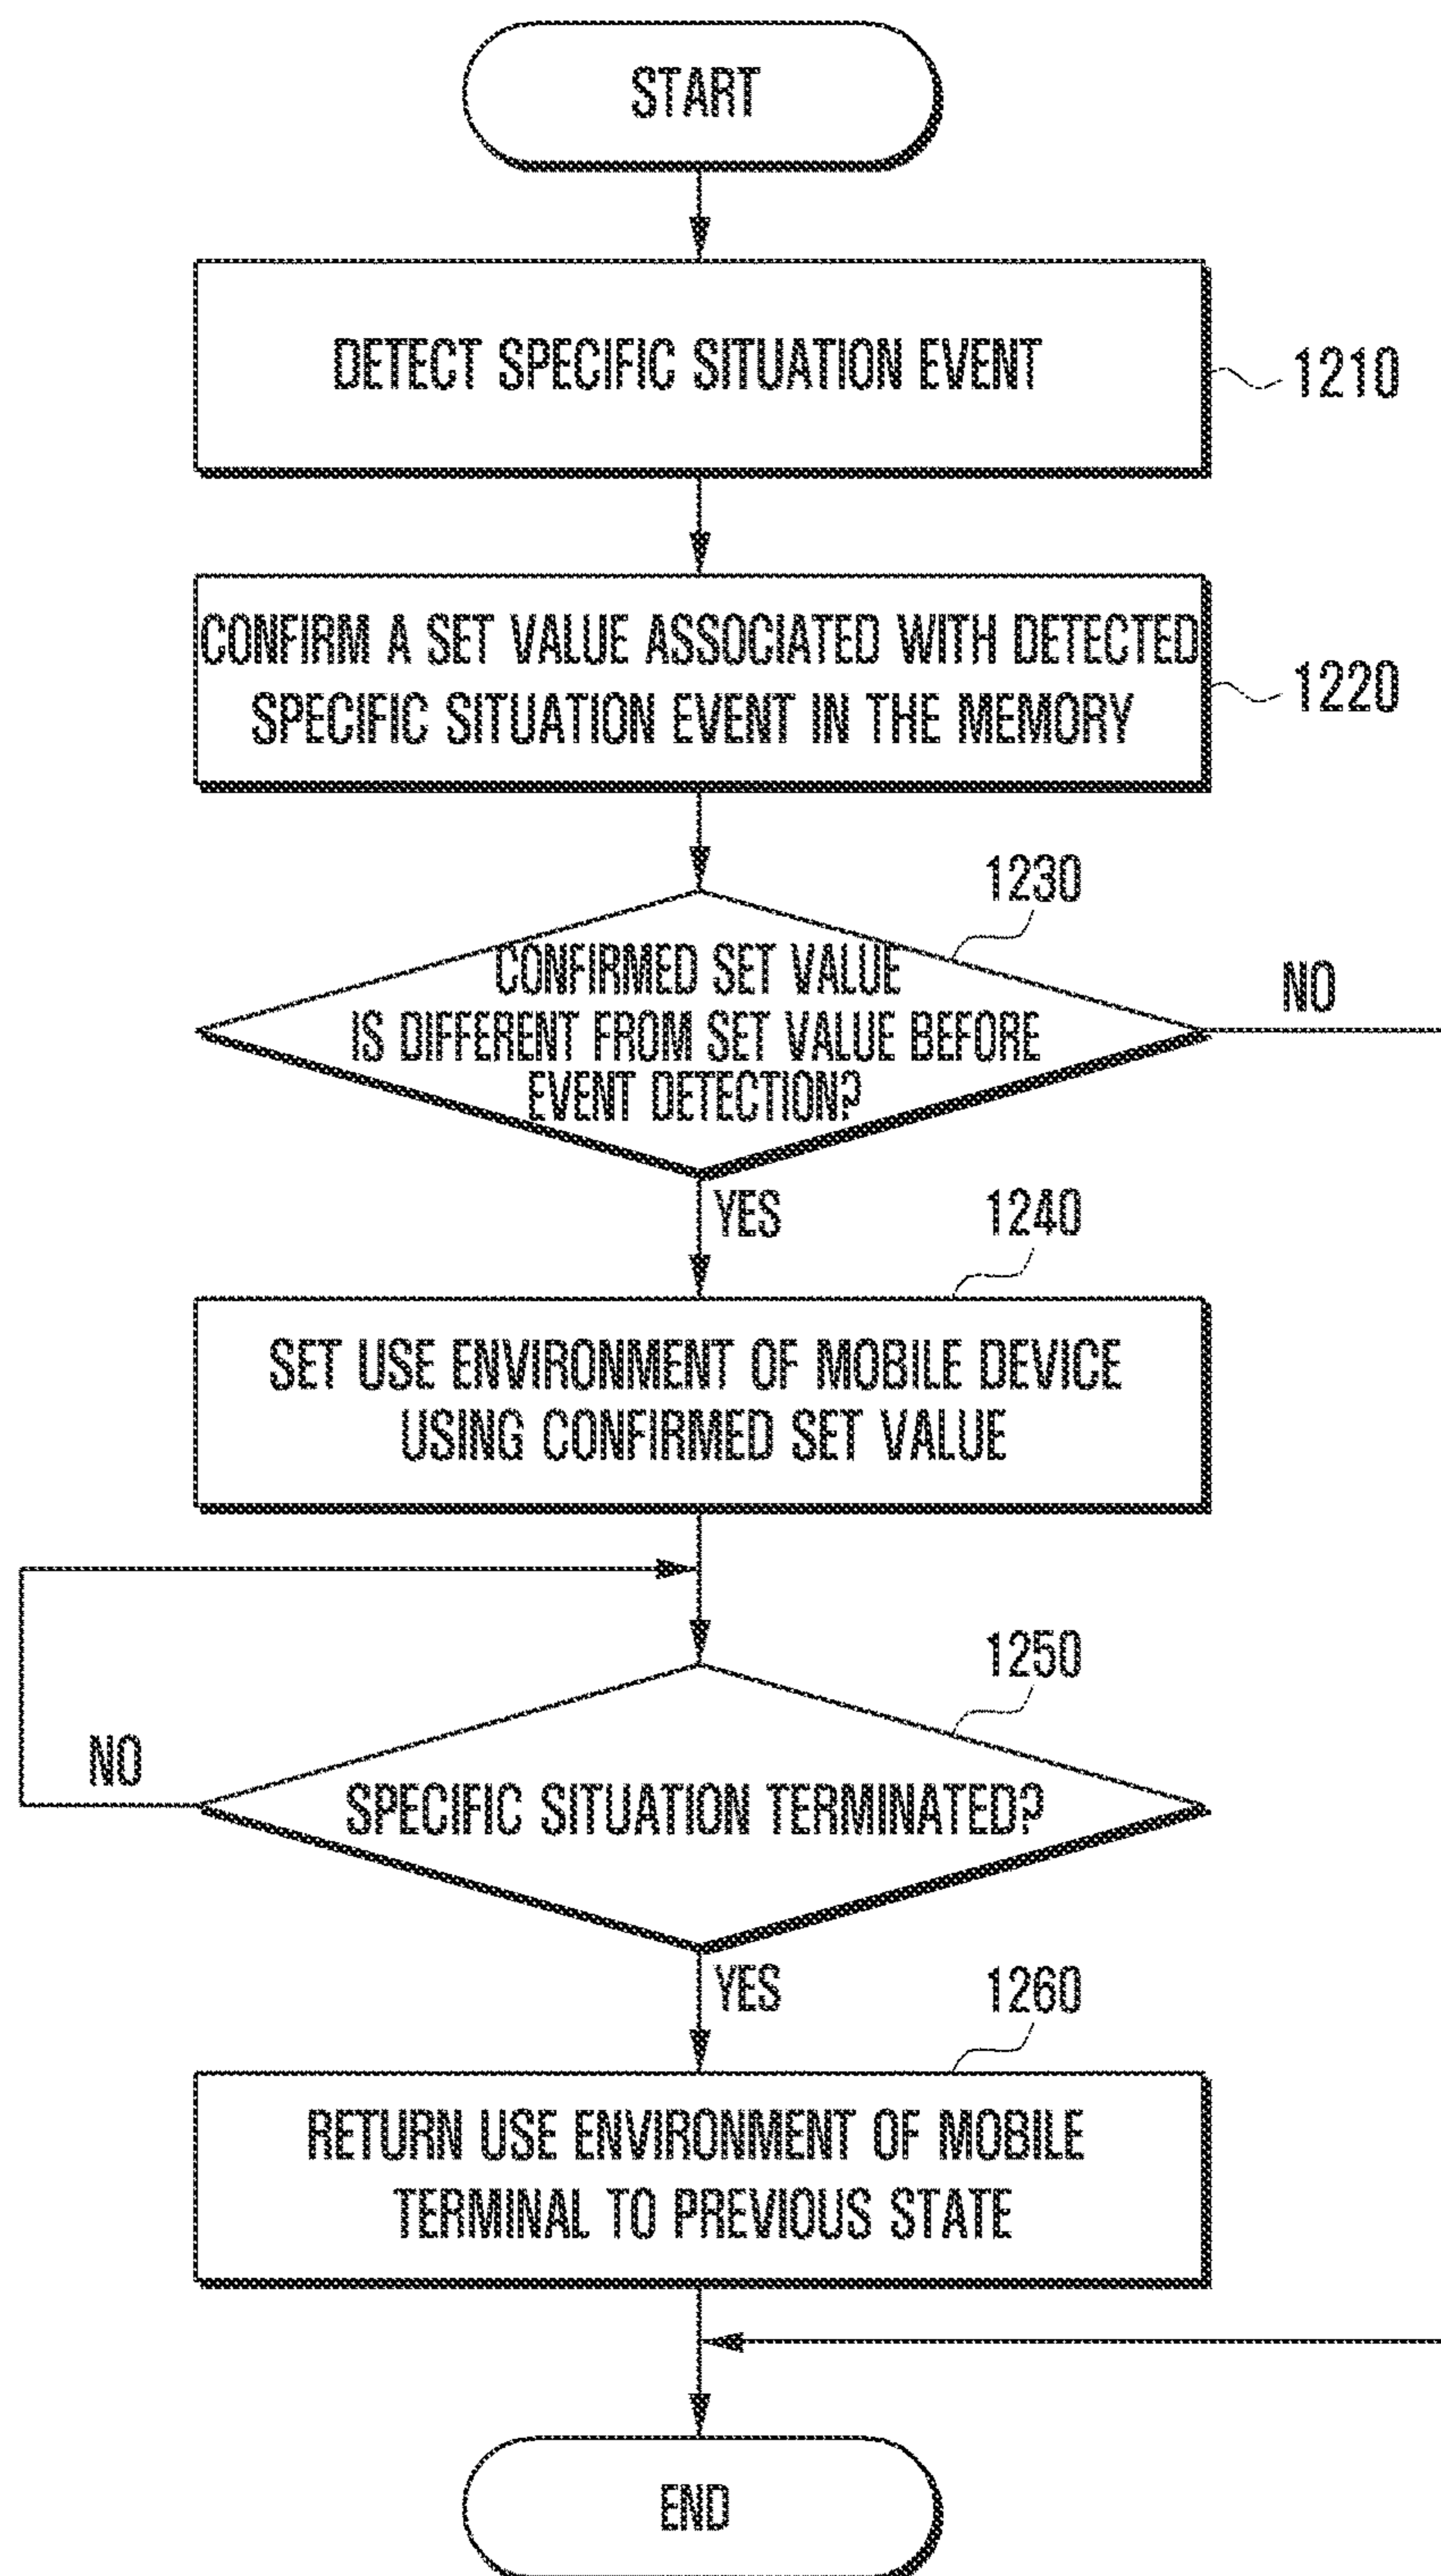 START
DETECT SPECIFIC SITUATION EVENT
1210
CONFIRM A SET VALUE ASSOCIATED WITH DETECTED
SPECIFIC SITUATION EVENT IN THE MEMORY
1220
1230
CONFIRMED SET VALUE
IS DIFFERENT FROM SET VALUE BEFORE
EVENT DETECTION?
NO
YES
1240
SET USE ENVIRONMENT OF MOBILE DEVICE
USING CONFIRMED SET VALUE
1250
NO
SPECIFIC SITUATION TERMINATED?
YES
1260
RETURN USE ENVIRONMENT OF MOBILE
TERMINAL TO PREVIOUS STATE
END